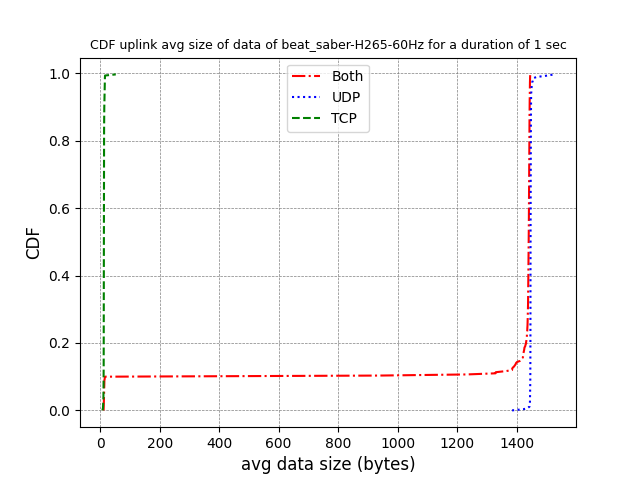 CDF uplink avg size of data of beat_saber-H265-60Hz for a duration of 1 sec
Both
UDP
TCP
1.0
0.8
0.6
0.4
0.2
0.0
CDF
0 200 400 600 800 1000 1200 1400
avg data size (bytes)